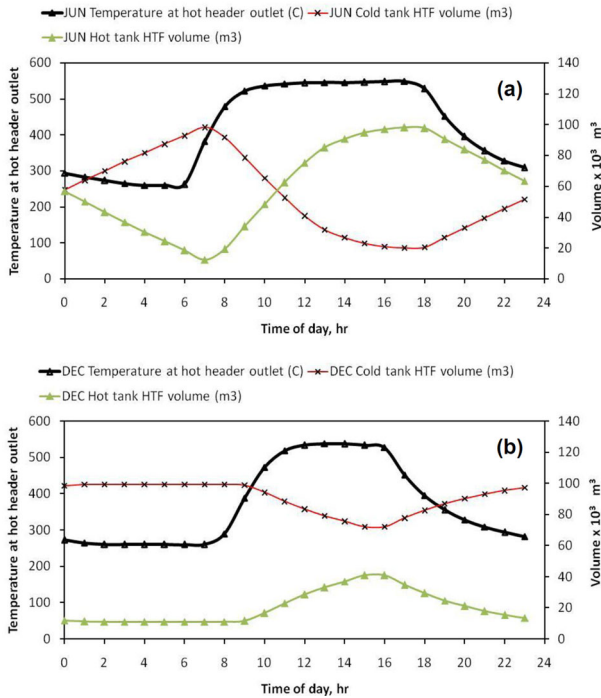 JUN Temperature at hot header outlet (C) JUN Cold tank HTF volume (m3)
JUN Hot tank HTF volume (m3)
600 140
500 120
400 100
300 80
200 60
100 40
0 20
0
(a)
Temperature at hot header outlet
Volume x 10³ m³
0 2 4 6 8 10 12 14 16 18 20 22 24
Time of day, hr
DEC Temperature at hot header outlet (C) DEC Cold tank HTF volume (m3)
DEC Hot tank HTF volume (m3)
600 140
500 120
400 100
300 80
200 60
100 40
0 20
0
(b)
Temperature at hot header outlet
Volume x 10³ m³
0 2 4 6 8 10 12 14 16 18 20 22 24
Time of day, hr